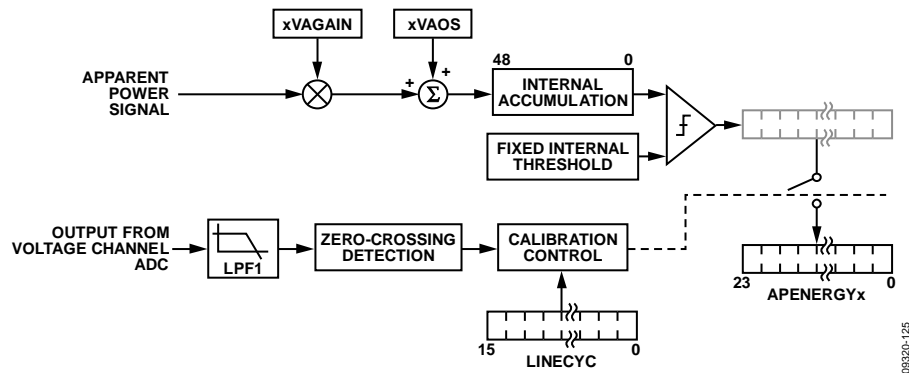 xVAGAIN
xVAOS
APPARENT
POWER
SIGNAL
+
Σ
+
48
0
INTERNAL
ACCUMULATION
FIXED INTERNAL
THRESHOLD
OUTPUT FROM
VOLTAGE CHANNEL
ADC
LPF1
ZERO-CROSSING
DETECTION
CALIBRATION
CONTROL
15
0
LINECYC
23
0
APENERGYx
09320-125